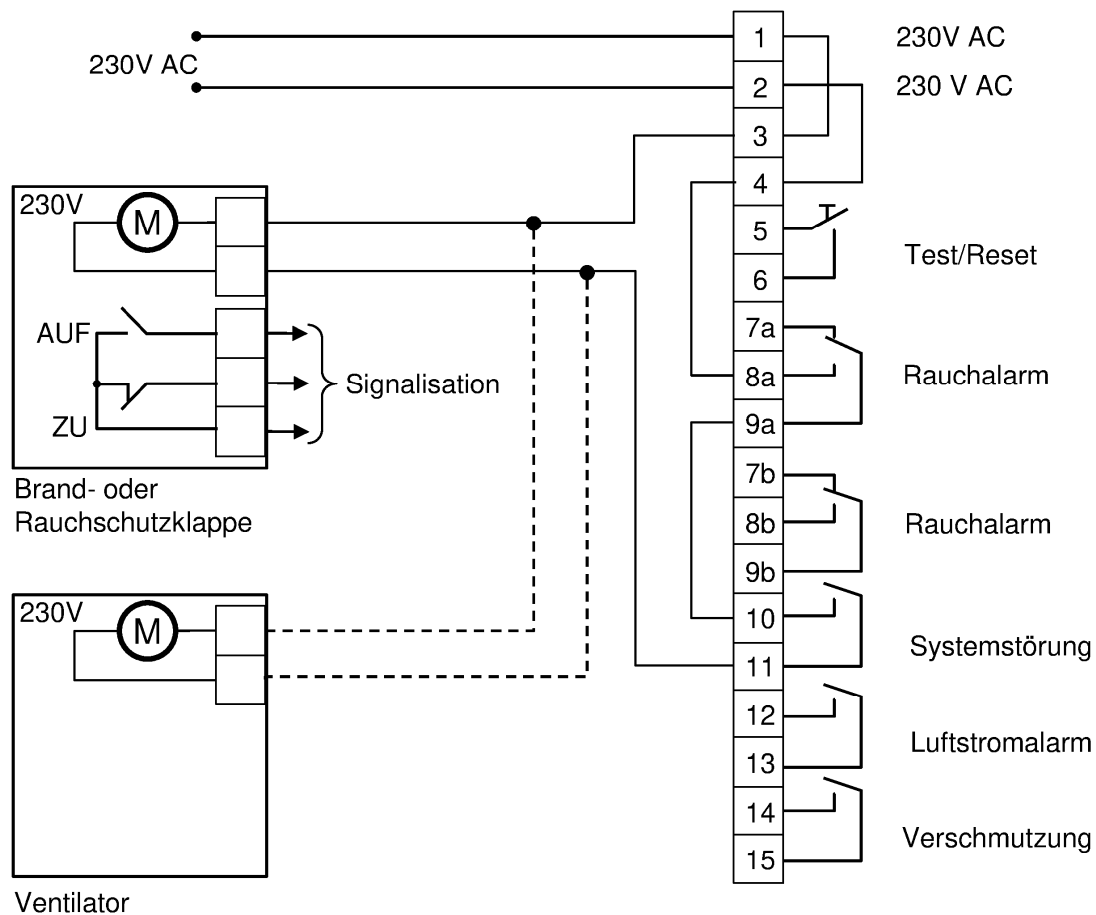 230V AC
1
230V AC
2
230 V AC
3
4
5
6
Test/Reset
7a
8a
Rauchalarm
9a
7b
8b
Rauchalarm
9b
10
Systemstörung
11
12
Luftstromalarm
13
14
Verschmutzung
15
230V
M
AUF
ZU
Signalisation
Brand- oder
Rauchschutzklappe
230V
M
Ventilator